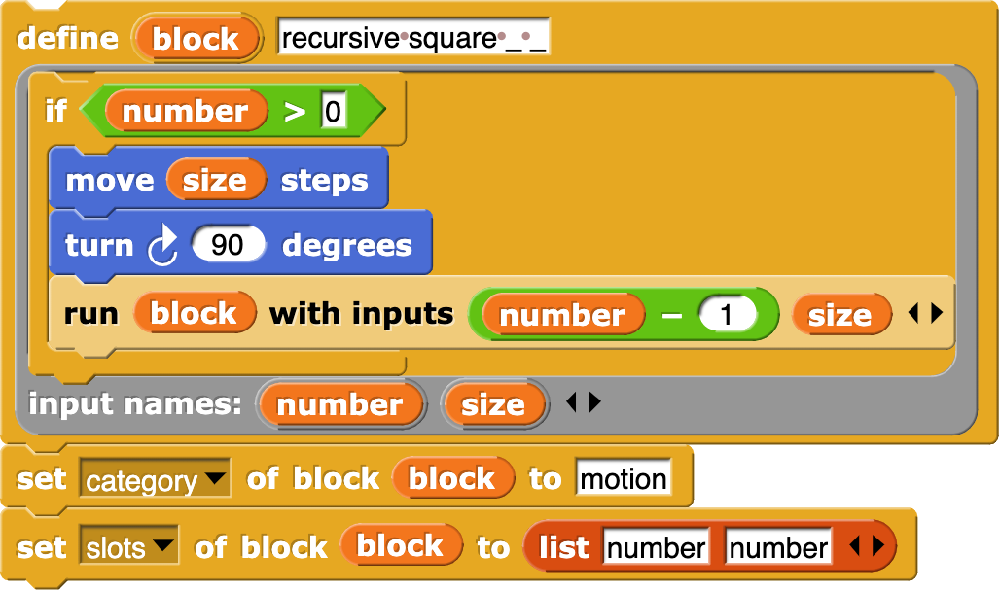 define block recursive square _ _
if number > 0
move size steps
turn 90 degrees
run block with inputs number - 1 size
input names: number size
set category of block block to motion
set slots of block block to list number number